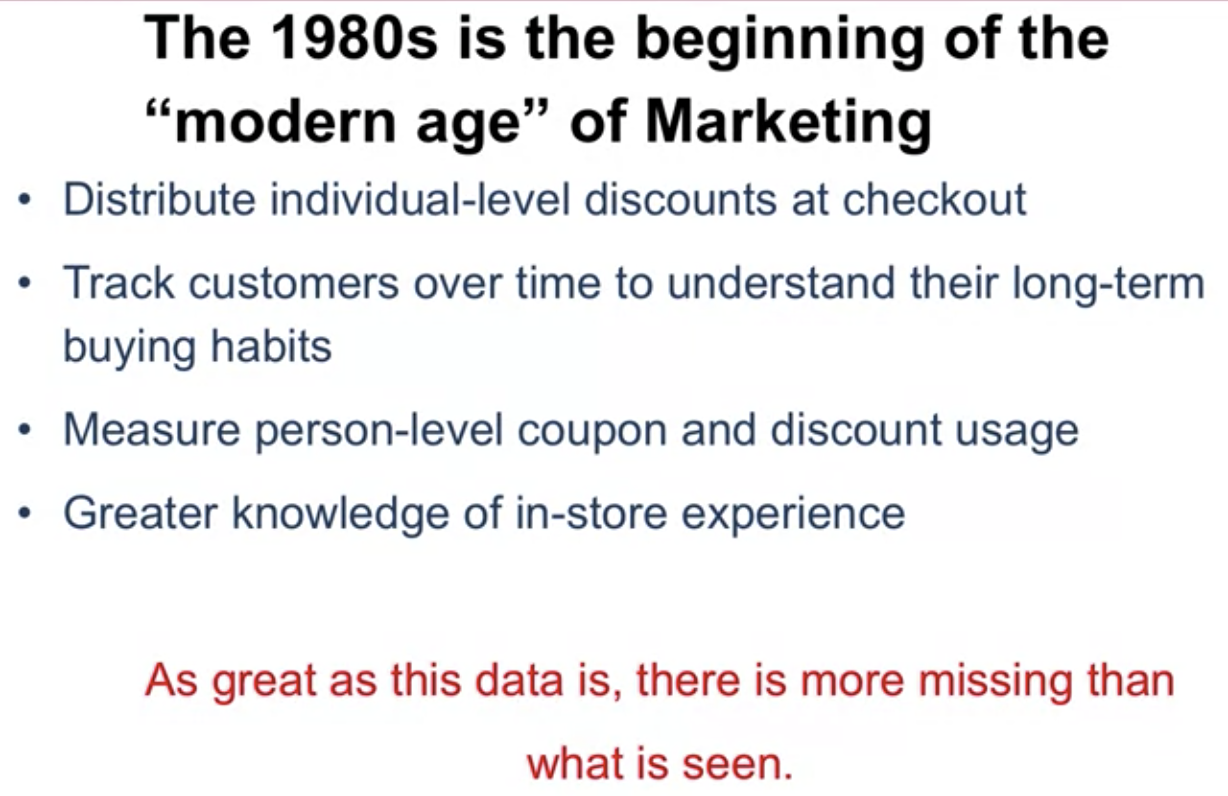 The 1980s is the beginning of the
“modern age” of Marketing
• Distribute individual-level discounts at checkout
• Track customers over time to understand their long-term
buying habits
• Measure person-level coupon and discount usage
• Greater knowledge of in-store experience
As great as this data is, there is more missing than
what is seen.